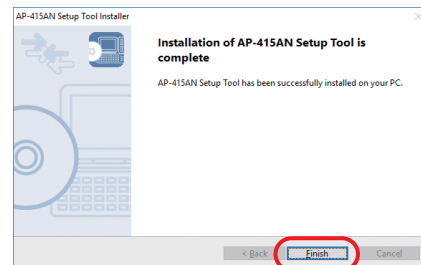 AP-415AN Setup Tool Installer
Installation of AP-415AN Setup Tool is
complete
AP-415AN Setup Tool has been successfully installed on your PC.
< Back
Finish
Cancel